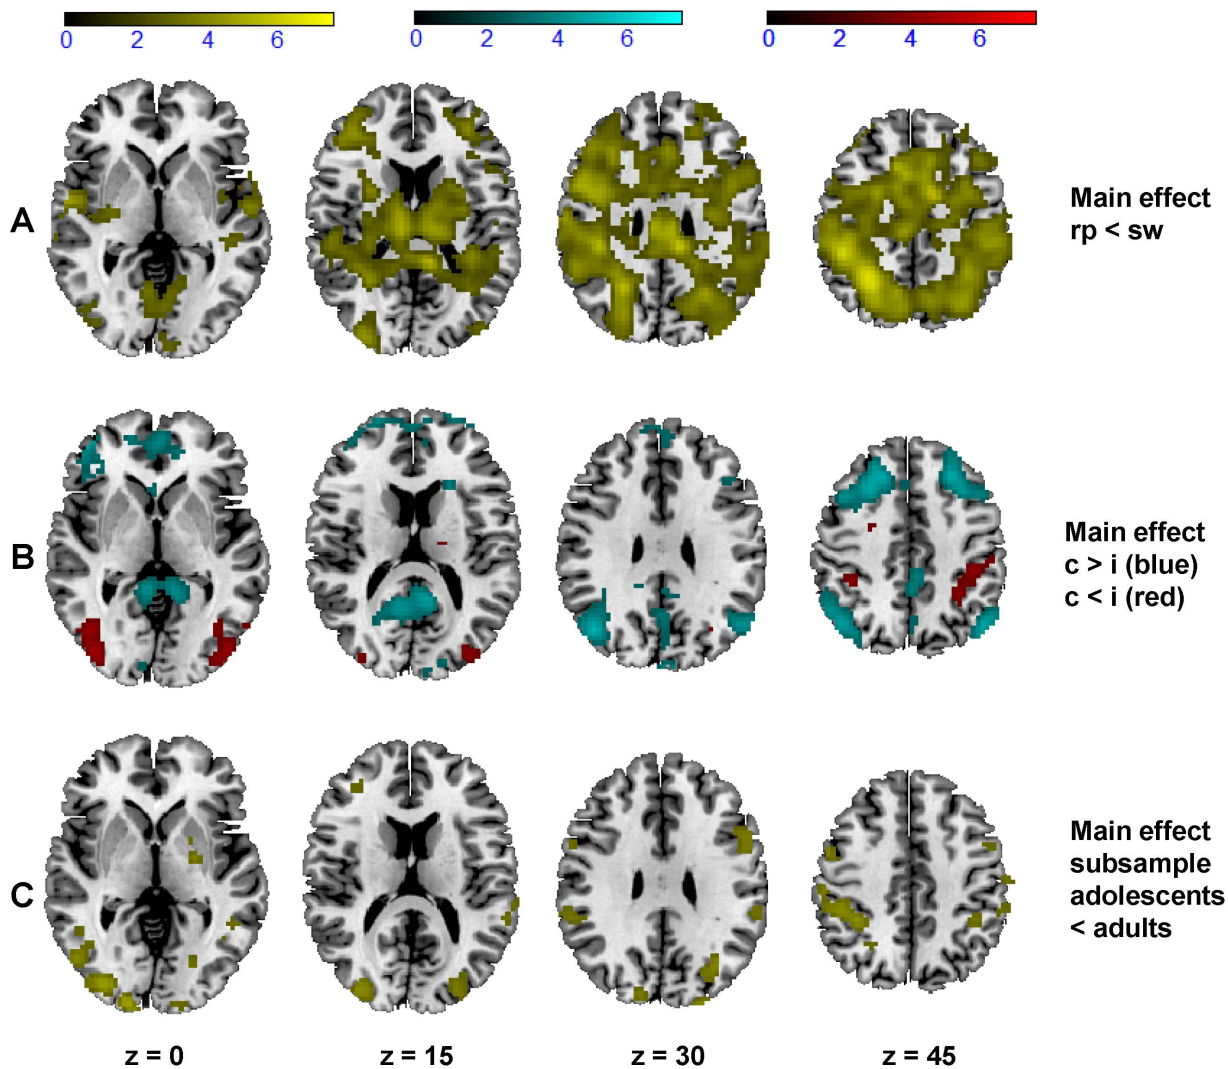 0 2 4 6 0 2 4 6 0 2 4 6
A
Main effect
rp < sw
B
Main effect
c > i (blue)
c < i (red)
C
Main effect
subsample
adolescents
< adults
z = 0 z = 15 z = 30 z = 45